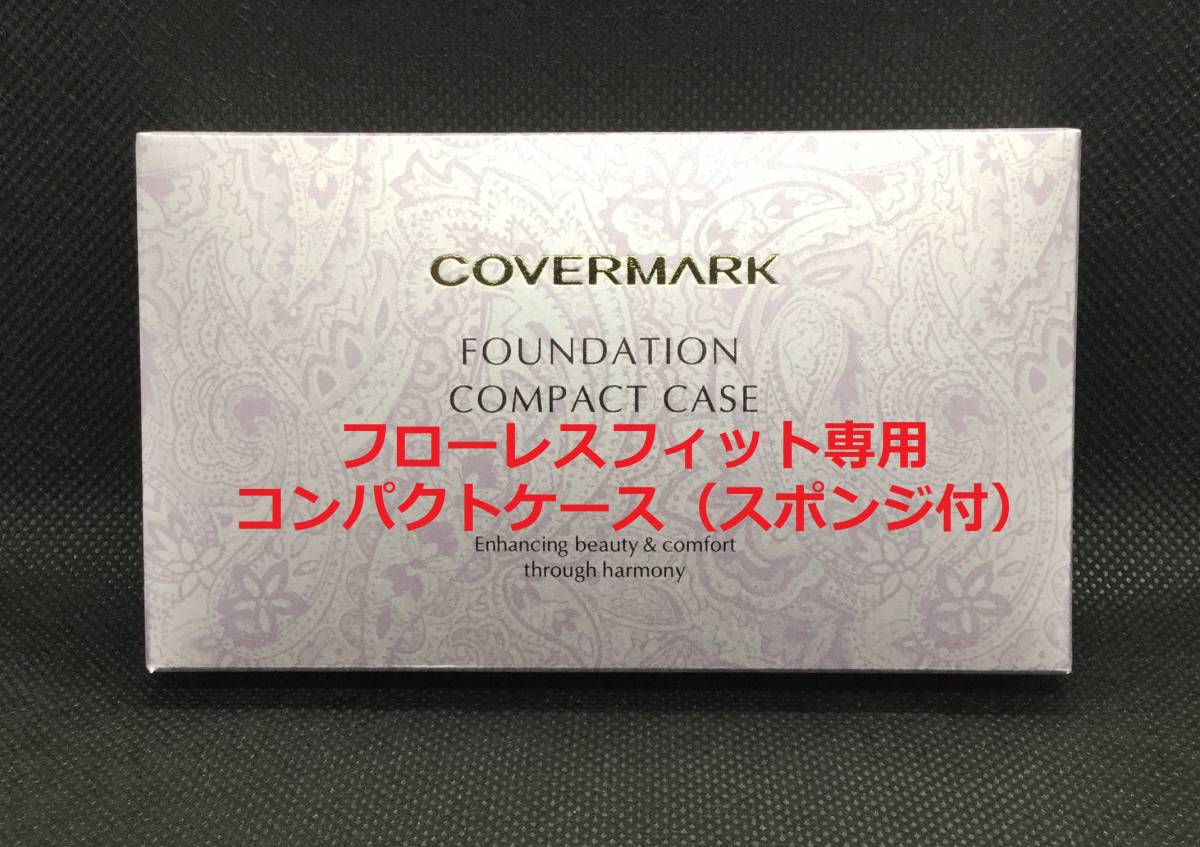 COVERMARK
FOUNDATION
COMPACT CASE
フローレスフィット専用
コンパクトケース（スポンジ付）
Enhancing beauty & comfort
through harmony